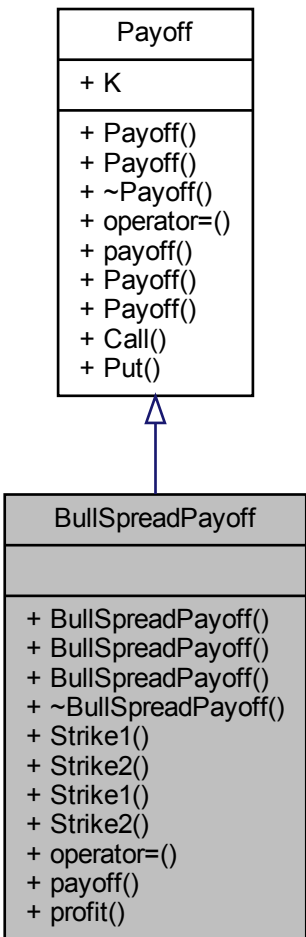 Payoff
+ K
+ Payoff()
+ Payoff()
+ ~Payoff()
+ operator=()
+ payoff()
+ Payoff()
+ Payoff()
+ Call()
+ Put()
BullSpreadPayoff
+ BullSpreadPayoff()
+ BullSpreadPayoff()
+ BullSpreadPayoff()
+ ~BullSpreadPayoff()
+ Strike1()
+ Strike2()
+ Strike1()
+ Strike2()
+ operator=()
+ payoff()
+ profit()